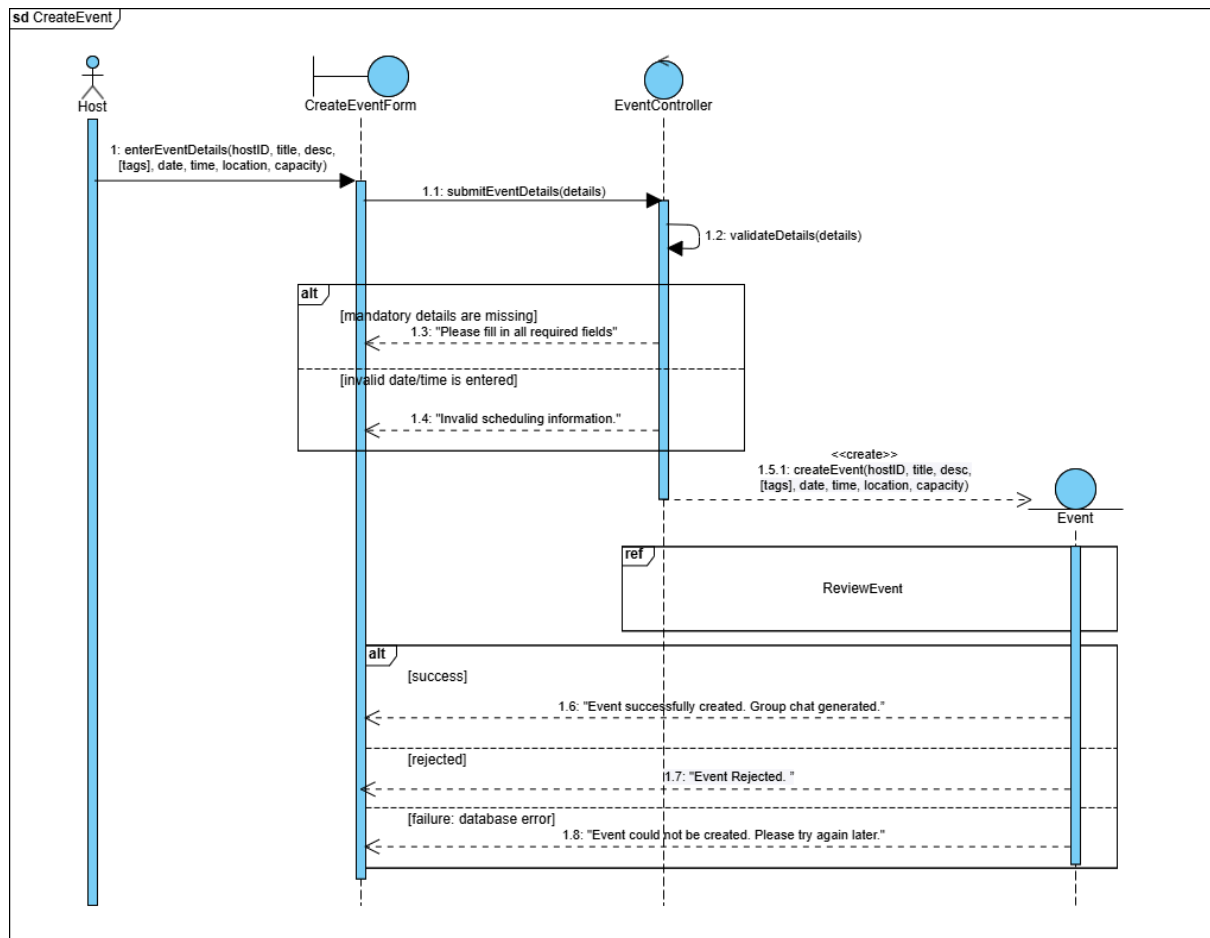 sd CreateEvent
Host
CreateEventForm
EventController
1: enterEventDetails(hostID, title, desc,
[tags], date, time, location, capacity)
1.1: submitEventDetails(details)
1.2: validateDetails(details)
alt
[mandatory details are missing]
1.3: "Please fill in all required fields"
[invalid date/time is entered]
1.4: "Invalid scheduling information."
<<create>>
1.5.1: createEvent(hostID, title, desc,
[tags], date, time, location, capacity)
Event
ref
ReviewEvent
alt
[success]
1.6: "Event successfully created. Group chat generated."
[rejected]
1.7: "Event Rejected. "
[failure: database error]
1.8: "Event could not be created. Please try again later."